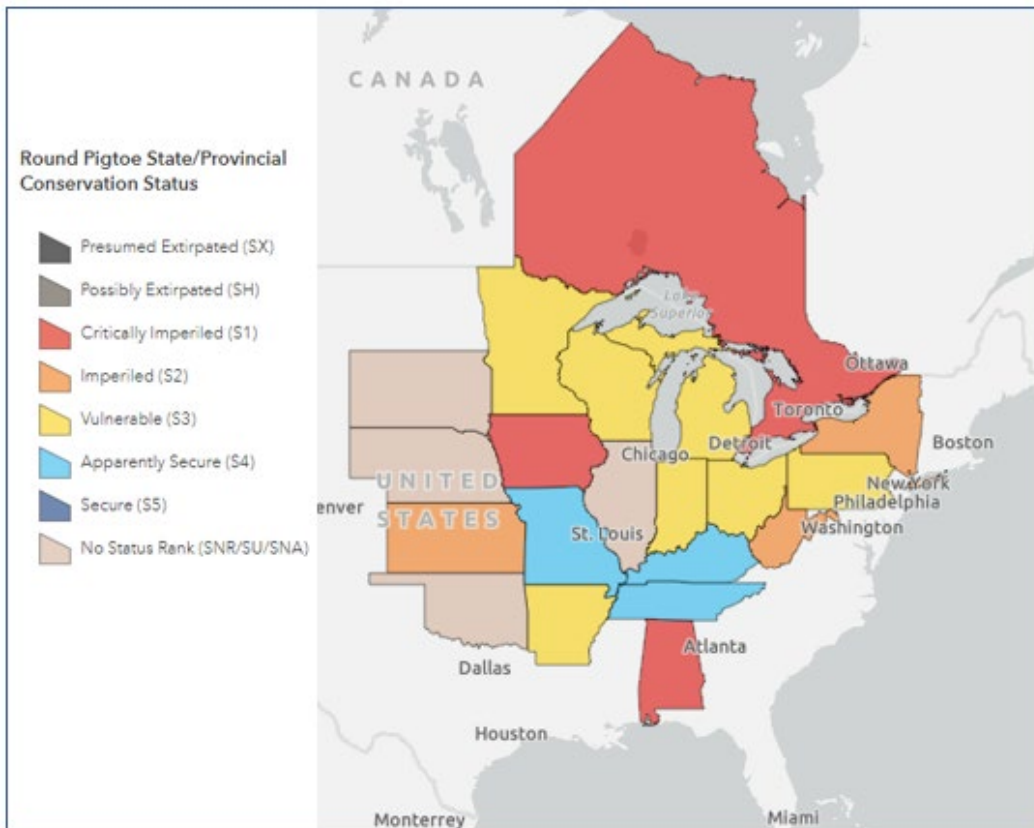 Round Pigtoe State/Provincial
Conservation Status
Presumed Extirpated (SX)
Possibly Extirpated (SH)
Critically Imperiled (S1)
Imperiled (S2)
Vulnerable (S3)
Apparently Secure (S4)
Secure (S5)
No Status Rank (SNR/SU/SNA)
CANADA
Lake
Superior
Ottawa
Toronto
Boston
Detroit
Chicago
New York
UNITED
Philadelphia
enver
STATES
St. Louis
Washington
Atlanta
Dallas
Houston
Monterrey
Miami